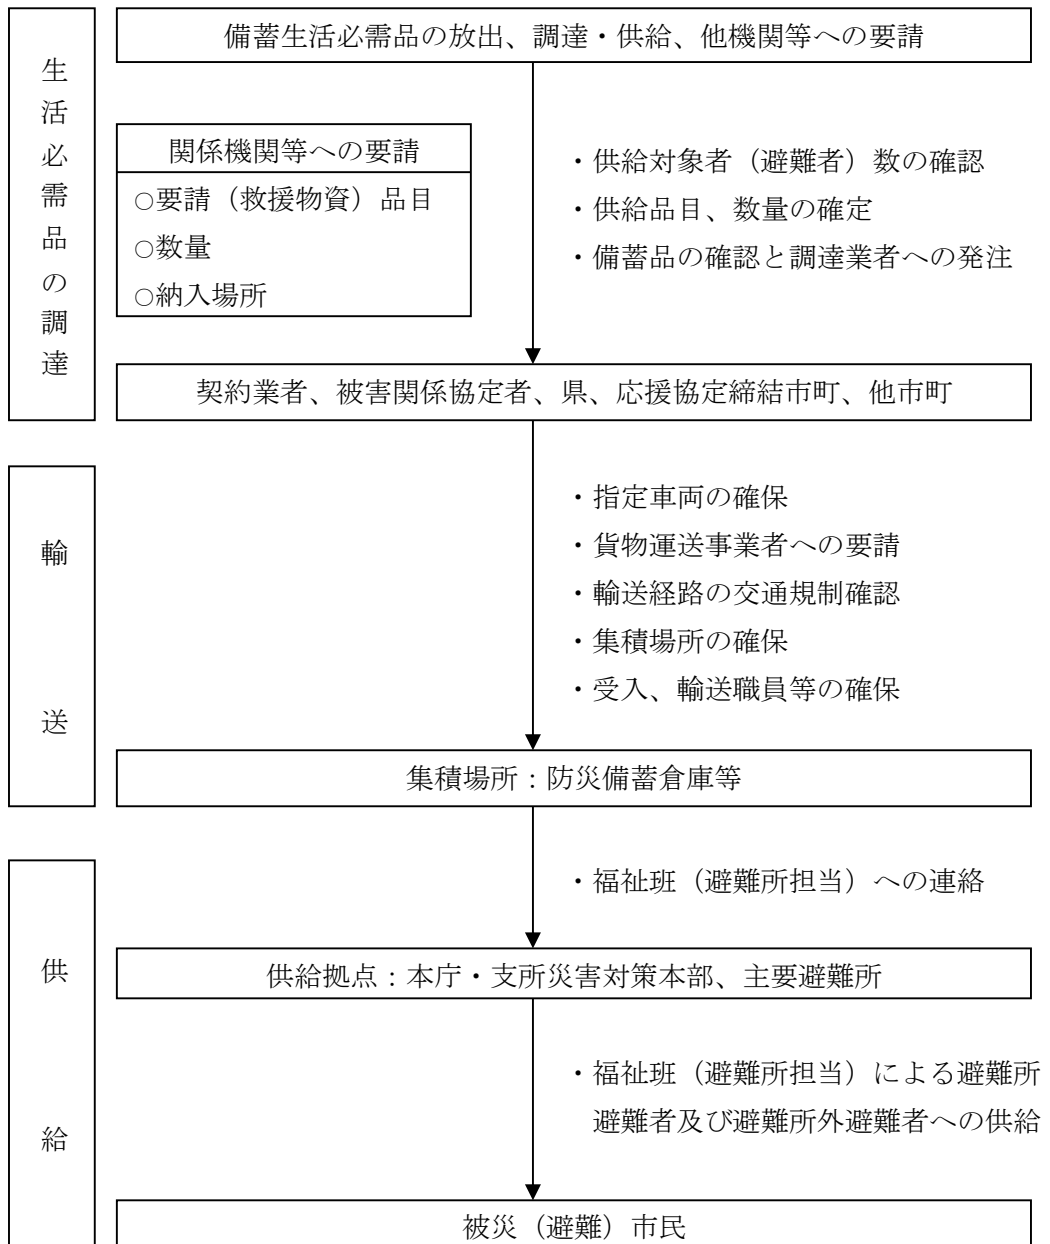 生活必需品の調達
備蓄生活必需品の放出、調達・供給、他機関等への要請
関係機関等への要請
○要請（救援物資）品目
○数量
○納入場所
・供給対象者（避難者）数の確認
・供給品目、数量の確定
・備蓄品の確認と調達業者への発注
契約業者、被害関係協定者、県、応援協定締結市町、他市町
輸送
・指定車両の確保
・貨物運送事業者への要請
・輸送経路の交通規制確認
・集積場所の確保
・受入、輸送職員等の確保
集積場所：防災備蓄倉庫等
供給
・福祉班（避難所担当）への連絡
供給拠点：本庁・支所災害対策本部、主要避難所
・福祉班（避難所担当）による避難所
避難者及び避難所外避難者への供給
被災（避難）市民